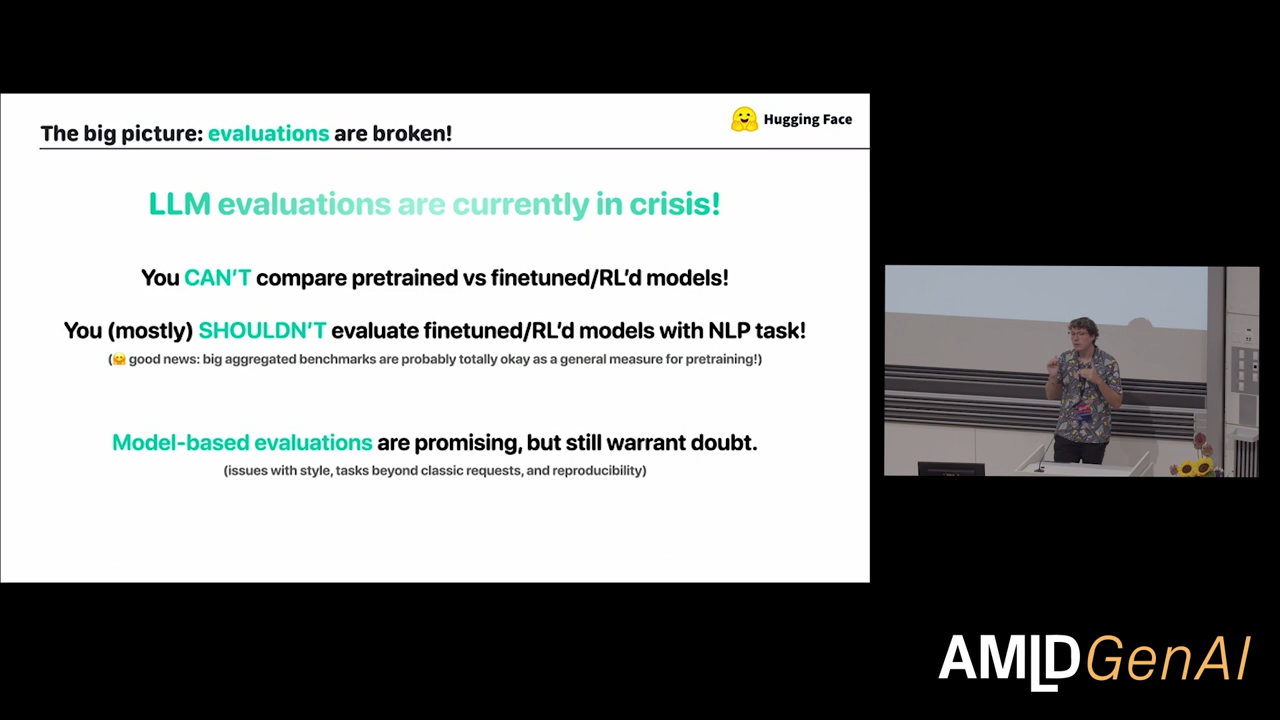 The big picture: evaluations are broken!
Hugging Face
LLM evaluations are currently in crisis!
You CAN'T compare pretrained vs finetuned/RL'd models!
You (mostly) SHOULDN'T evaluate finetuned/RL'd models with NLP task!
(🤗 good news: big aggregated benchmarks are probably totally okay as a general measure for pretraining!)
Model-based evaluations are promising, but still warrant doubt.
(issues with style, tasks beyond classic requests, and reproducibility)
AMLDGenAI